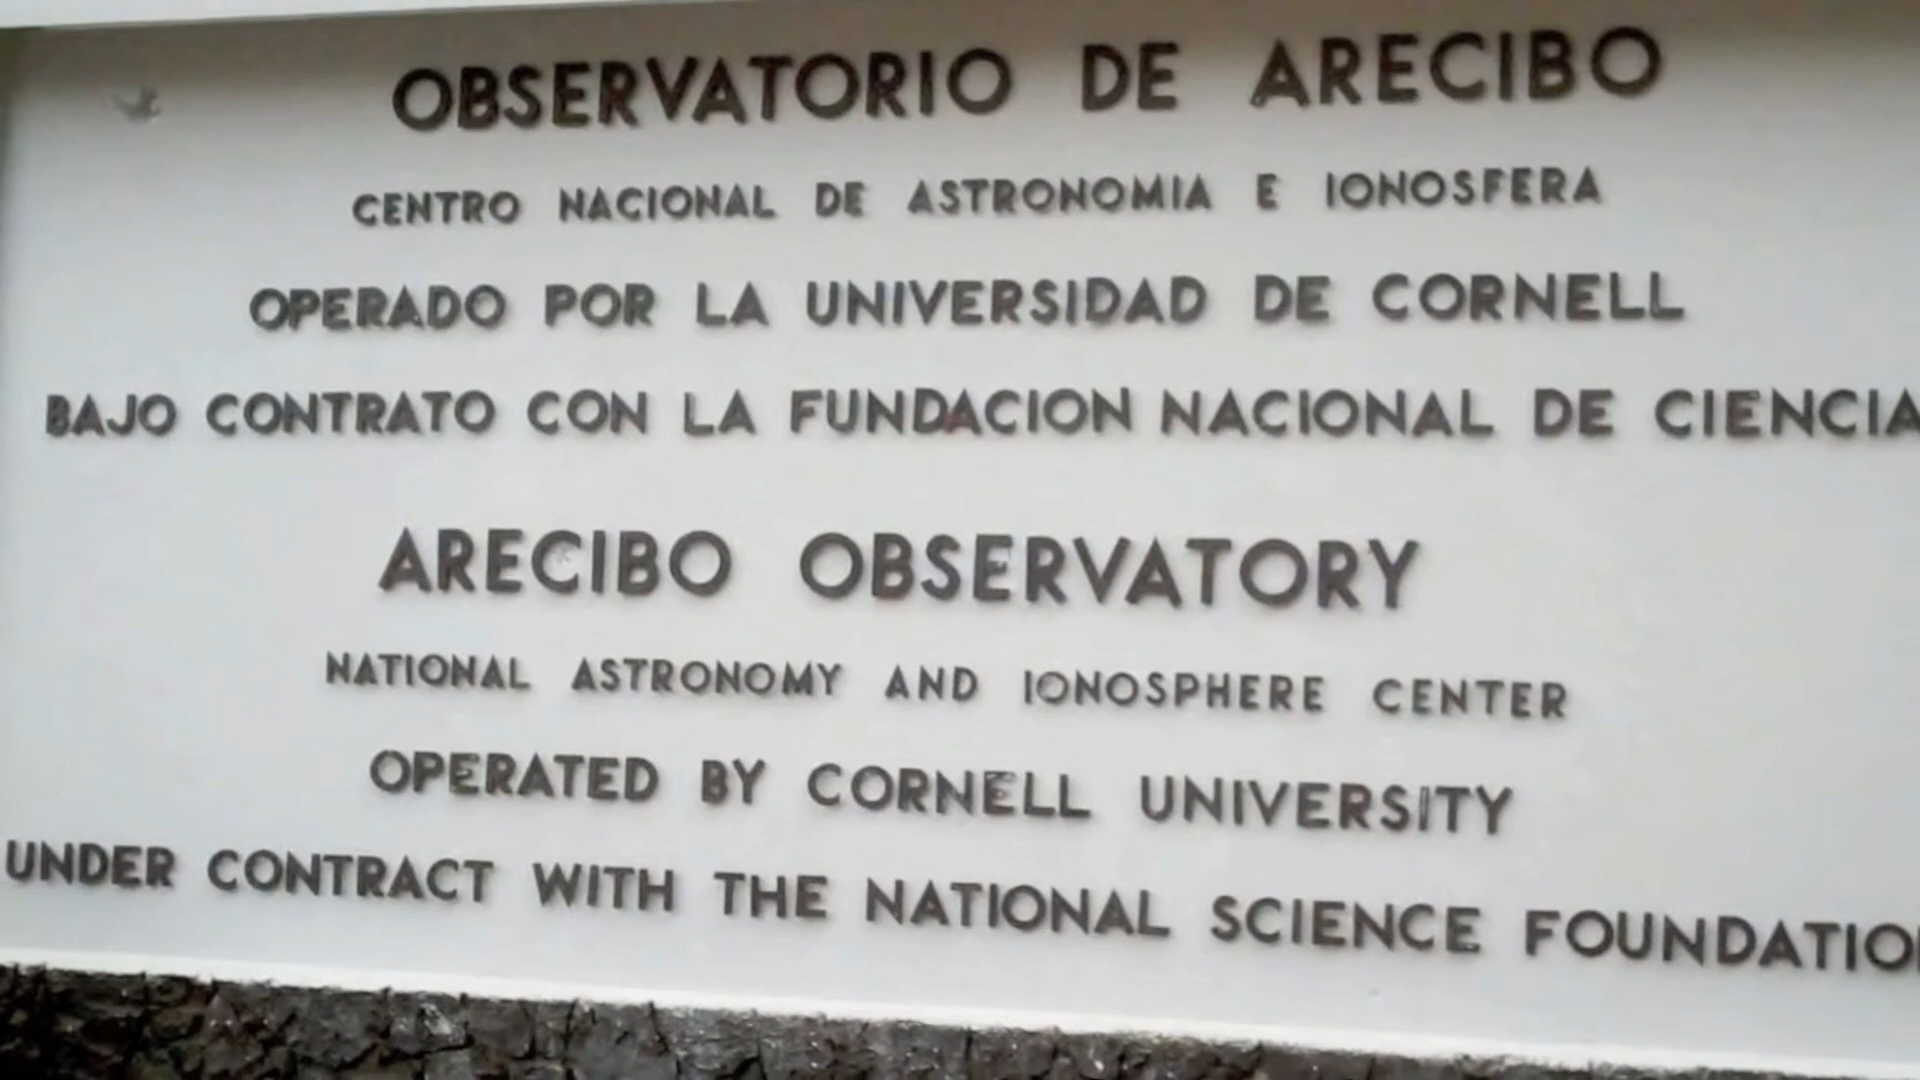 OBSERVATORIO DE ARECIBO
CENTRO NACIONAL DE ASTRONOMIA E IONOSFERA
OPERADO POR LA UNIVERSIDAD DE CORNELL
BAJO CONTRATO CON LA FUNDACION NACIONAL DE CIENCIA
ARECIBO OBSERVATORY
NATIONAL ASTRONOMY AND IONOSPHERE CENTER
OPERATED BY CORNELL UNIVERSITY
UNDER CONTRACT WITH THE NATIONAL SCIENCE FOUNDATION